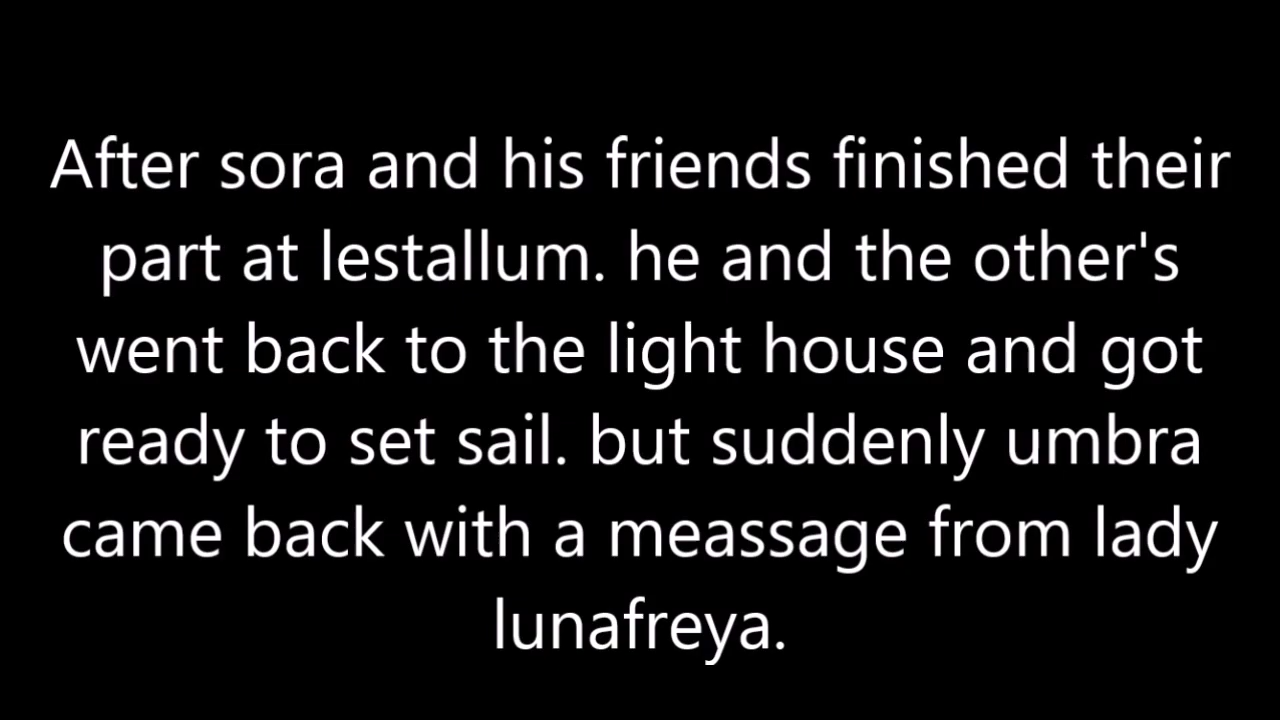 After sora and his friends finished their
part at lestallum. he and the other's
went back to the light house and got
ready to set sail. but suddenly umbra
came back with a meassage from lady
lunafreya.